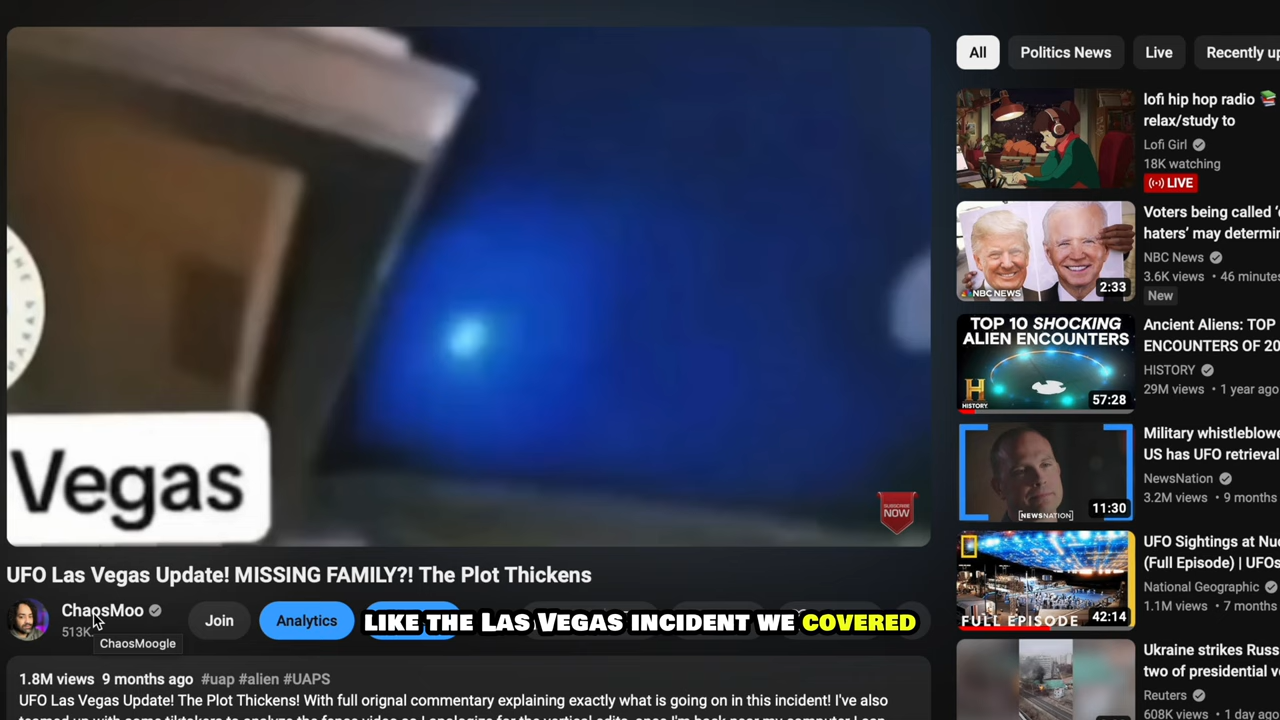 Vegas
SUBSCRIBE
NOW
UFO Las Vegas Update! MISSING FAMILY?! The Plot Thickens
ChaosMoo
513K
ChaosMoogle
Join
Analytics
LIKE THE LAS VEGAS INCIDENT WE COVERED
1.8M views 9 months ago #uap #alien #UAPS
UFO Las Vegas Update! The Plot Thickens! With full orignal commentary explaining exactly what is going on in this incident! I've also
All
Politics News
Live
Recently up
lofi hip hop radio
relax/study to
Lofi Girl
18K watching
LIVE
NBC NEWS
2:33
Voters being called ‘
haters’ may determin
NBC News
3.6K views • 46 minutes
New
TOP 10 SHOCKING
ALIEN ENCOUNTERS
H
HISTORY
57:28
Ancient Aliens: TOP
ENCOUNTERS OF 20
HISTORY
29M views • 1 year ago
[NEWSNATION]
11:30
Military whistleblowe
US has UFO retrieval
NewsNation
3.2M views • 9 months
FULL EPISODE
42:14
UFO Sightings at Nuc
(Full Episode) | UFOs
National Geographic
1.1M views • 7 months
Ukraine strikes Russ
two of presidential v
Reuters
608K views • 1 day ago